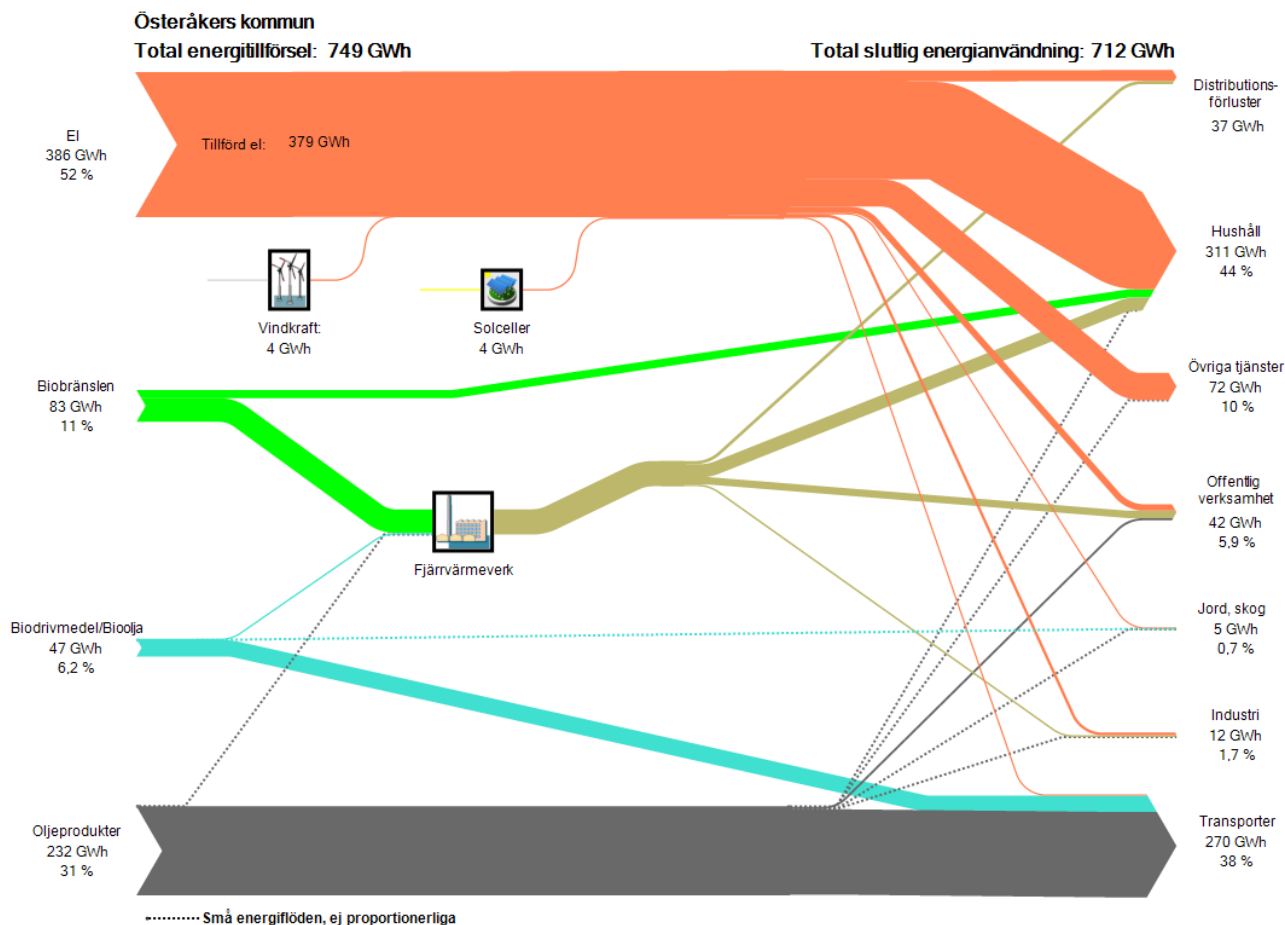 Österåkers kommun
Total energitillförsel: 749 GWh
Total slutlig energianvändning: 712 GWh
El
386 GWh
52 %
Tillförd el: 379 GWh
Vindkraft:
4 GWh
Solceller
4 GWh
Biobränslen
83 GWh
11 %
Fjärrvärmeverk
Biodrivmedel/Bioolja
47 GWh
6,2 %
Oljeprodukter
232 GWh
31 %
Distributions-
förluster
37 GWh
Hushåll
311 GWh
44 %
Övriga tjänster
72 GWh
10 %
Offentlig
verksamhet
42 GWh
5,9 %
Jord, skog
5 GWh
0,7 %
Industri
12 GWh
1,7 %
Transporter
270 GWh
38 %
Små energiflöden, ej proportionerliga